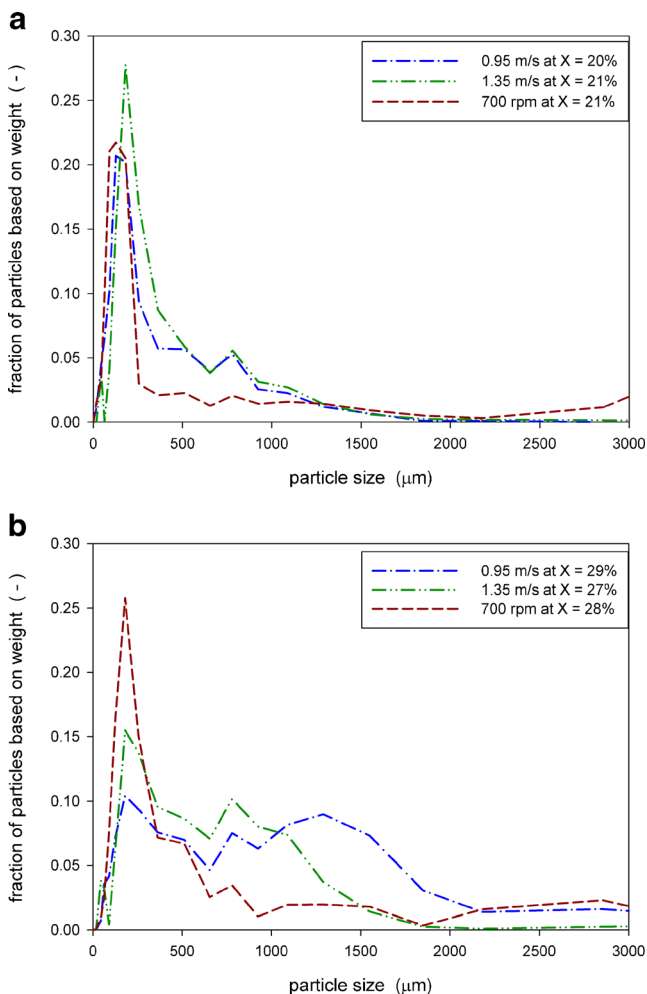 a
0.30
0.25
0.20
0.15
0.10
0.05
0.00
fraction of particles based on weight ( - )
0.95 m/s at X = 20%
1.35 m/s at X = 21%
700 rpm at X = 21%
0 500 1000 1500 2000 2500 3000
particle size (μm)
b
0.30
0.25
0.20
0.15
0.10
0.05
0.00
fraction of particles based on weight ( - )
0.95 m/s at X = 29%
1.35 m/s at X = 27%
700 rpm at X = 28%
0 500 1000 1500 2000 2500 3000
particle size (μm)